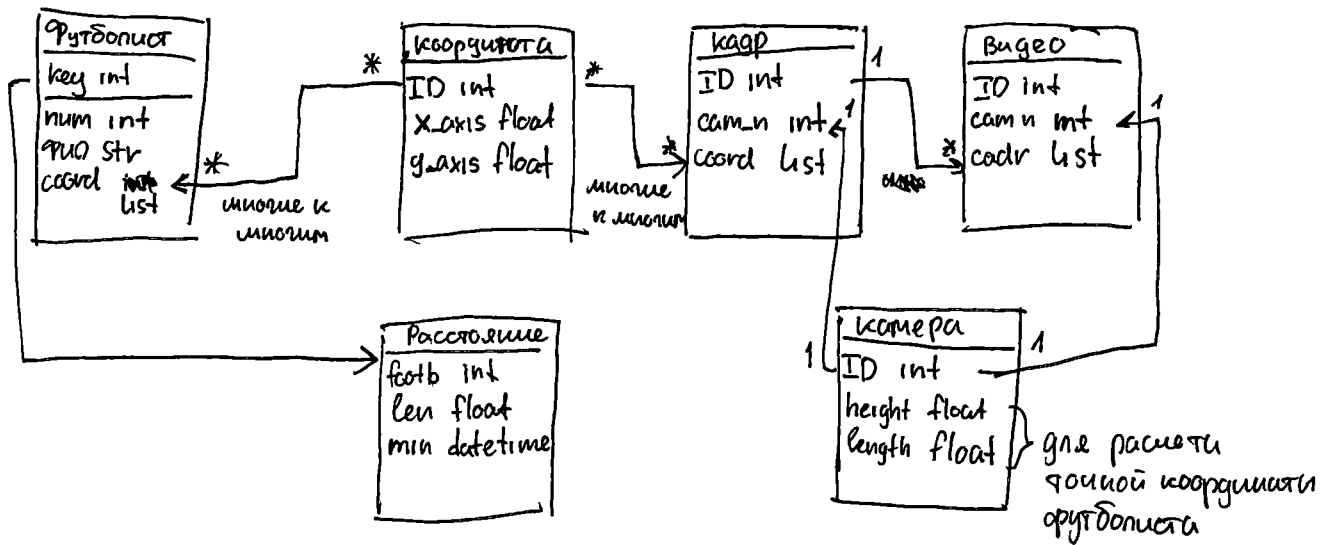 Футболист
key int
num int
ФИО str
coord
list
*
многие к
многим
*
координата
ID int
x_axis float
y_axis float
*
многие
к многим
*
кадр
ID int
cam_n int
coord list
1
1
*
Видео
ID int
cam n int
cadr list
1
Расстояние
footb int
len float
min datetime
1
камера
ID int
height float
length float
1
для расчета
точной координаты
футболиста